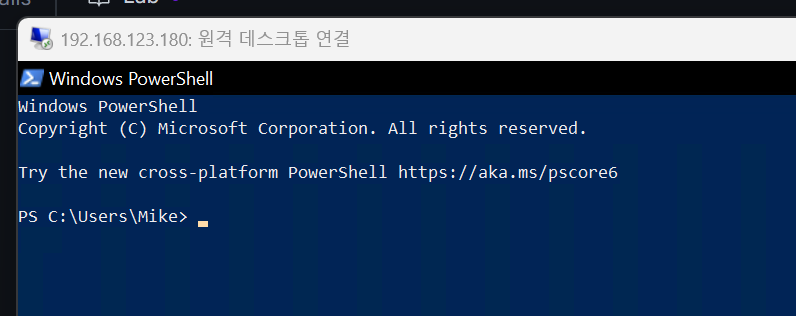 Lab
192.168.123.180: 원격 데스크톱 연결
Windows PowerShell
Windows PowerShell
Copyright (C) Microsoft Corporation. All rights reserved.
Try the new cross-platform PowerShell https://aka.ms/pscore6
PS C:\Users\Mike>